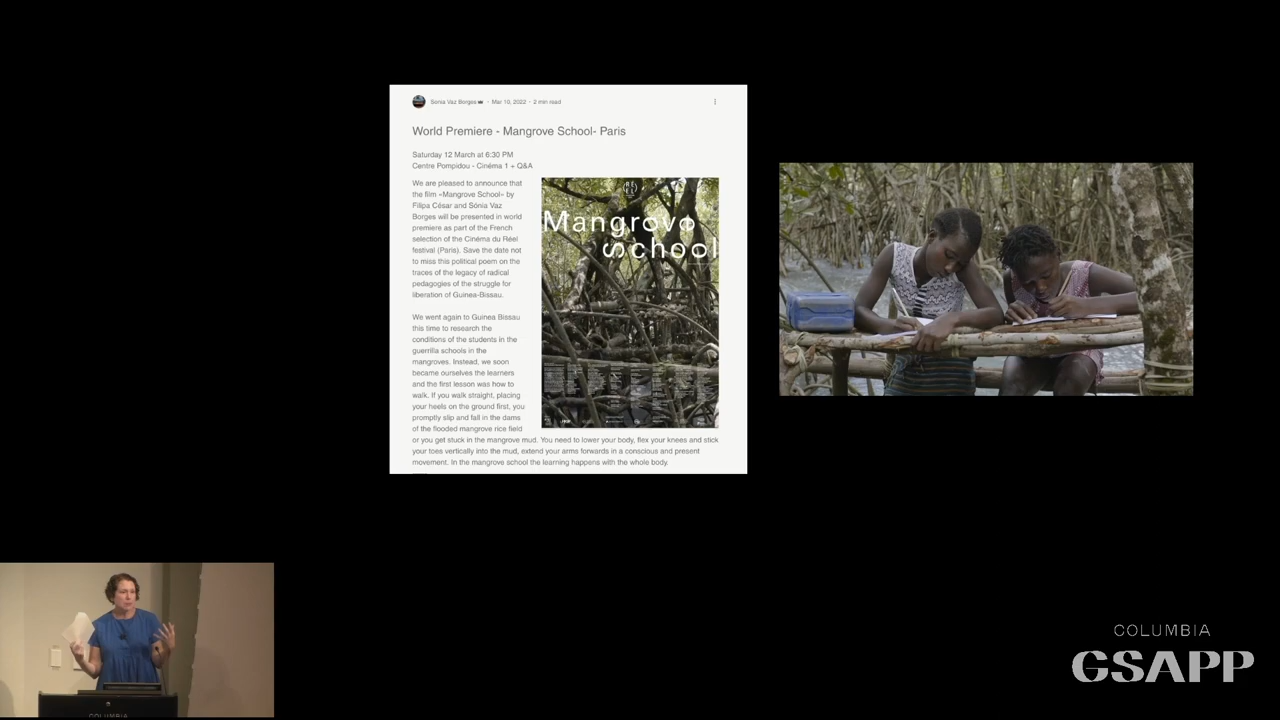 Sónia Vaz Borges · Mar 10, 2022 · 2 min read
World Premiere - Mangrove School- Paris
Saturday 12 March at 6:30 PM
Centre Pompidou - Cinéma 1 + Q&A
We are pleased to announce that
the film «Mangrove School» by
Filipa César and Sónia Vaz
Borges will be presented in world
premiere as part of the French
selection of the Cinéma du Réel
festival (Paris). Save the date not
to miss this political poem on the
traces of the legacy of radical
pedagogies of the struggle for
liberation of Guinea-Bissau.
We went again to Guinea Bissau
this time to research the
conditions of the students in the
guerrilla schools in the
mangroves. Instead, we soon
became ourselves the learners
and the first lesson was how to
walk. If you walk straight, placing
your heels on the ground first, you
promptly slip and fall in the dams
of the flooded mangrove rice field
or you get stuck in the mangrove mud. You need to lower your body, flex your knees and stick
your toes vertically into the mud, extend your arms forwards in a conscious and present
movement. In the mangrove school the learning happens with the whole body.
Mangrove
school
COLUMBIA
COLUMBIA
GSAPP